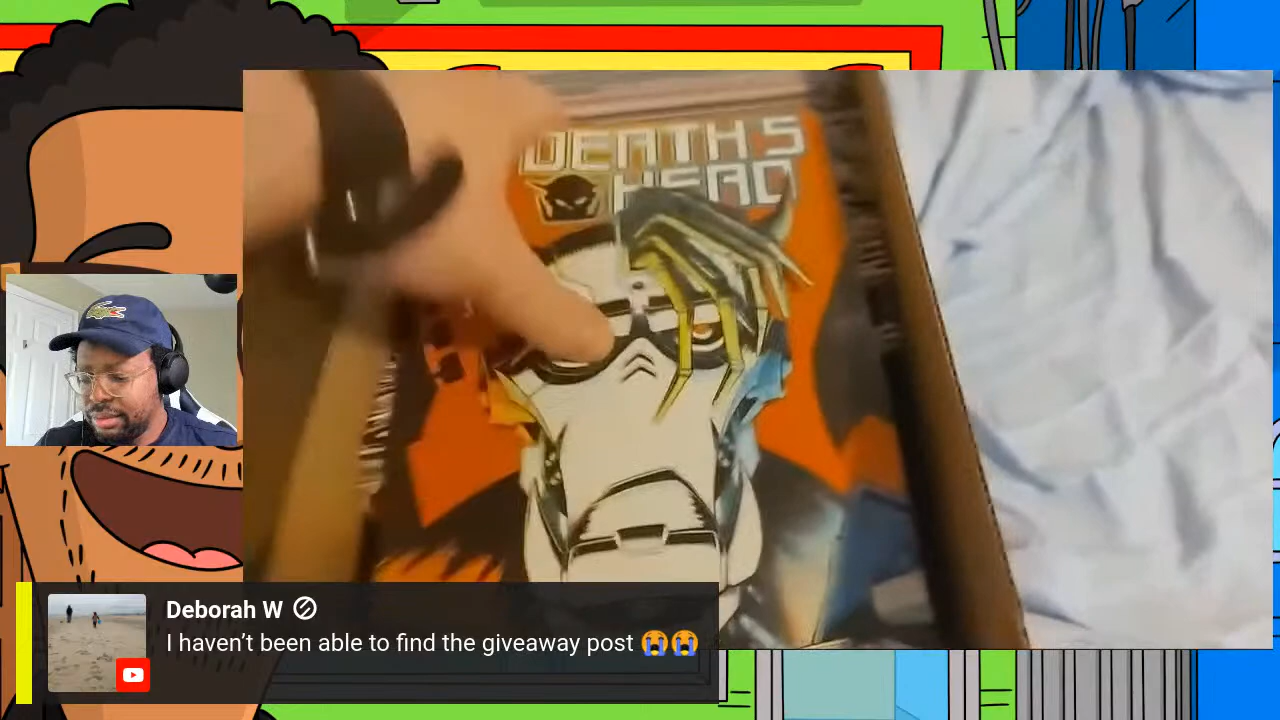 DEATH'S
HEAD
Deborah W
I haven’t been able to find the giveaway post 😭😭